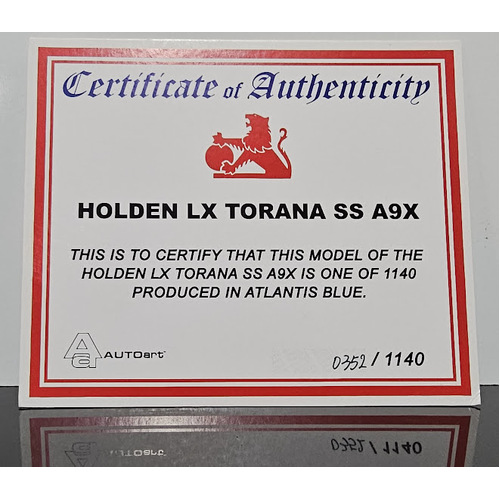 Certificate of Authenticity
HOLDEN LX TORANA SS A9X
THIS IS TO CERTIFY THAT THIS MODEL OF THE
HOLDEN LX TORANA SS A9X IS ONE OF 1140
PRODUCED IN ATLANTIS BLUE.
Aa AUTOart®
0352 / 1140